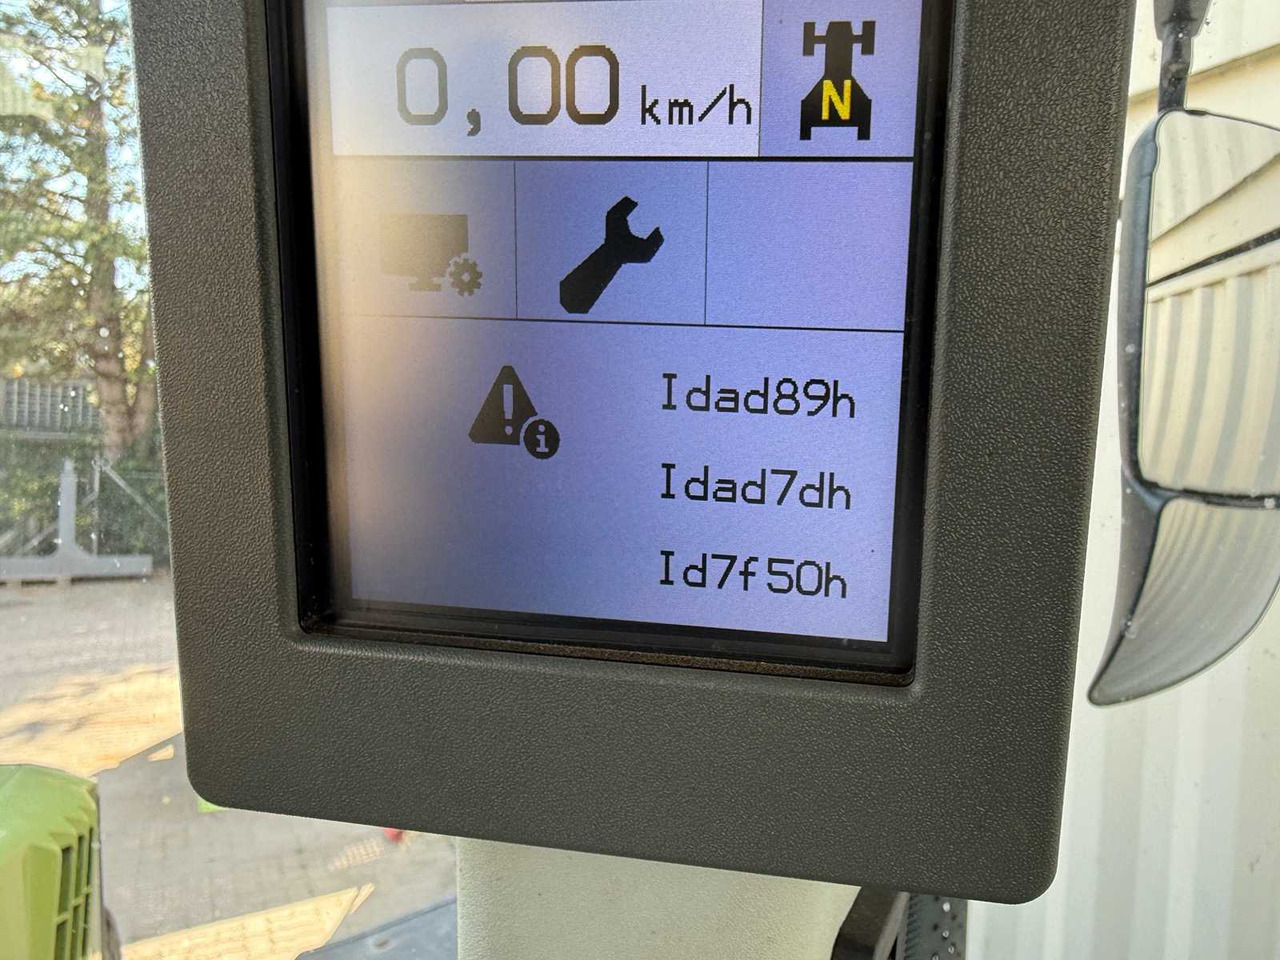 0,00 km/h
N
Idad89h
Idad7dh
Id7f50h